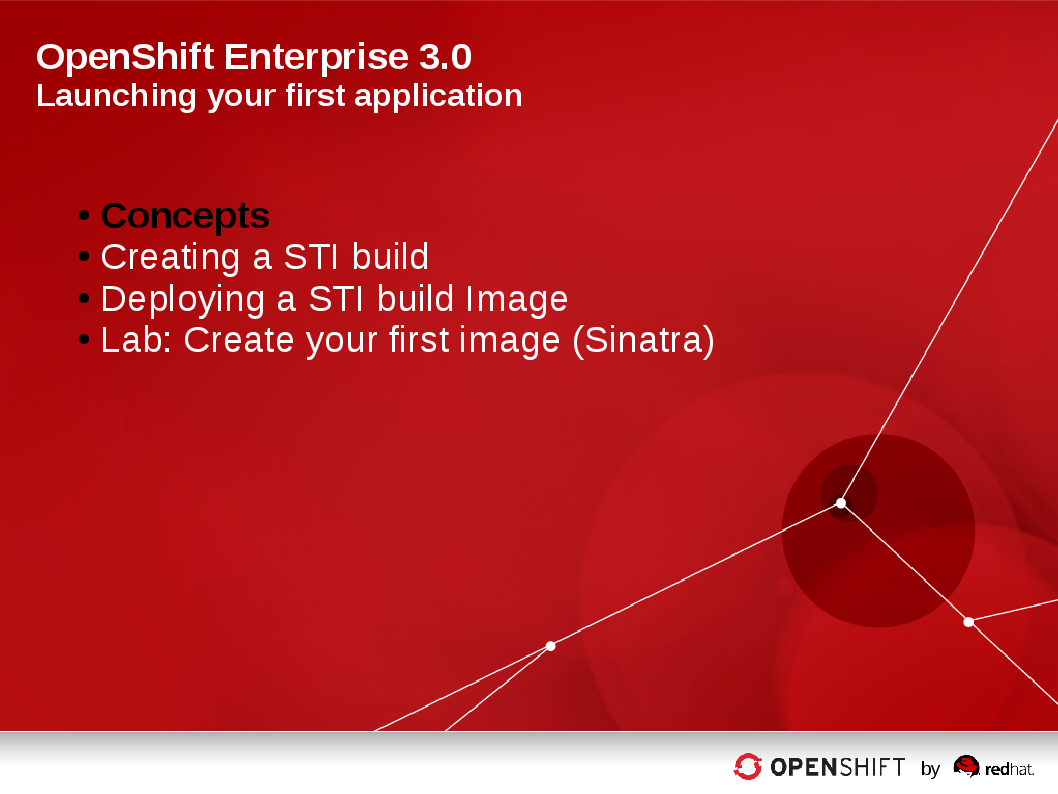 OpenShift Enterprise 3.0
Launching your first application
• Concepts
• Creating a STI build
• Deploying a STI build Image
• Lab: Create your first image (Sinatra)
OPENSHIFT by redhat.